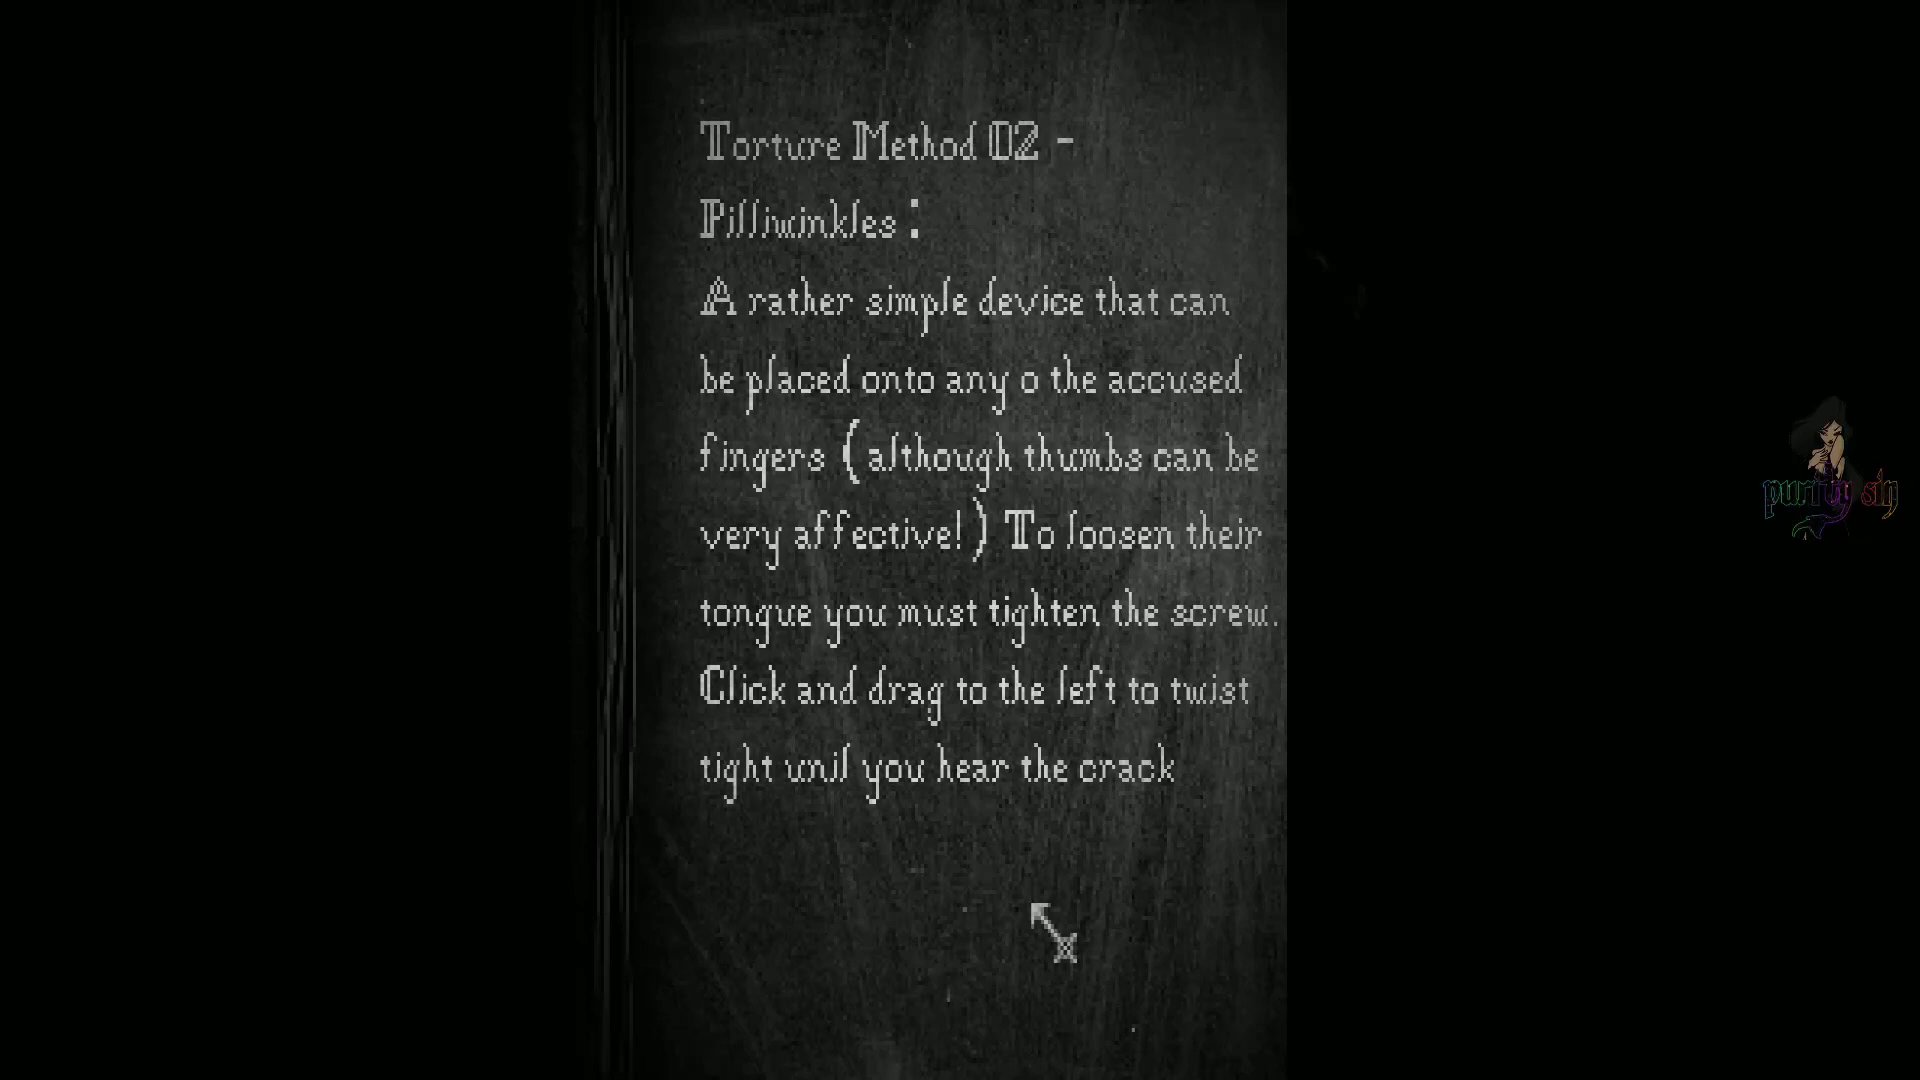 Torture Method 02 -
Pilliwinkles :
A rather simple device that can
be placed onto any o the accused
fingers (although thumbs can be
very affective!) To loosen their
tongue you must tighten the screw.
Click and drag to the left to twist
tight unil you hear the crack
purity sin